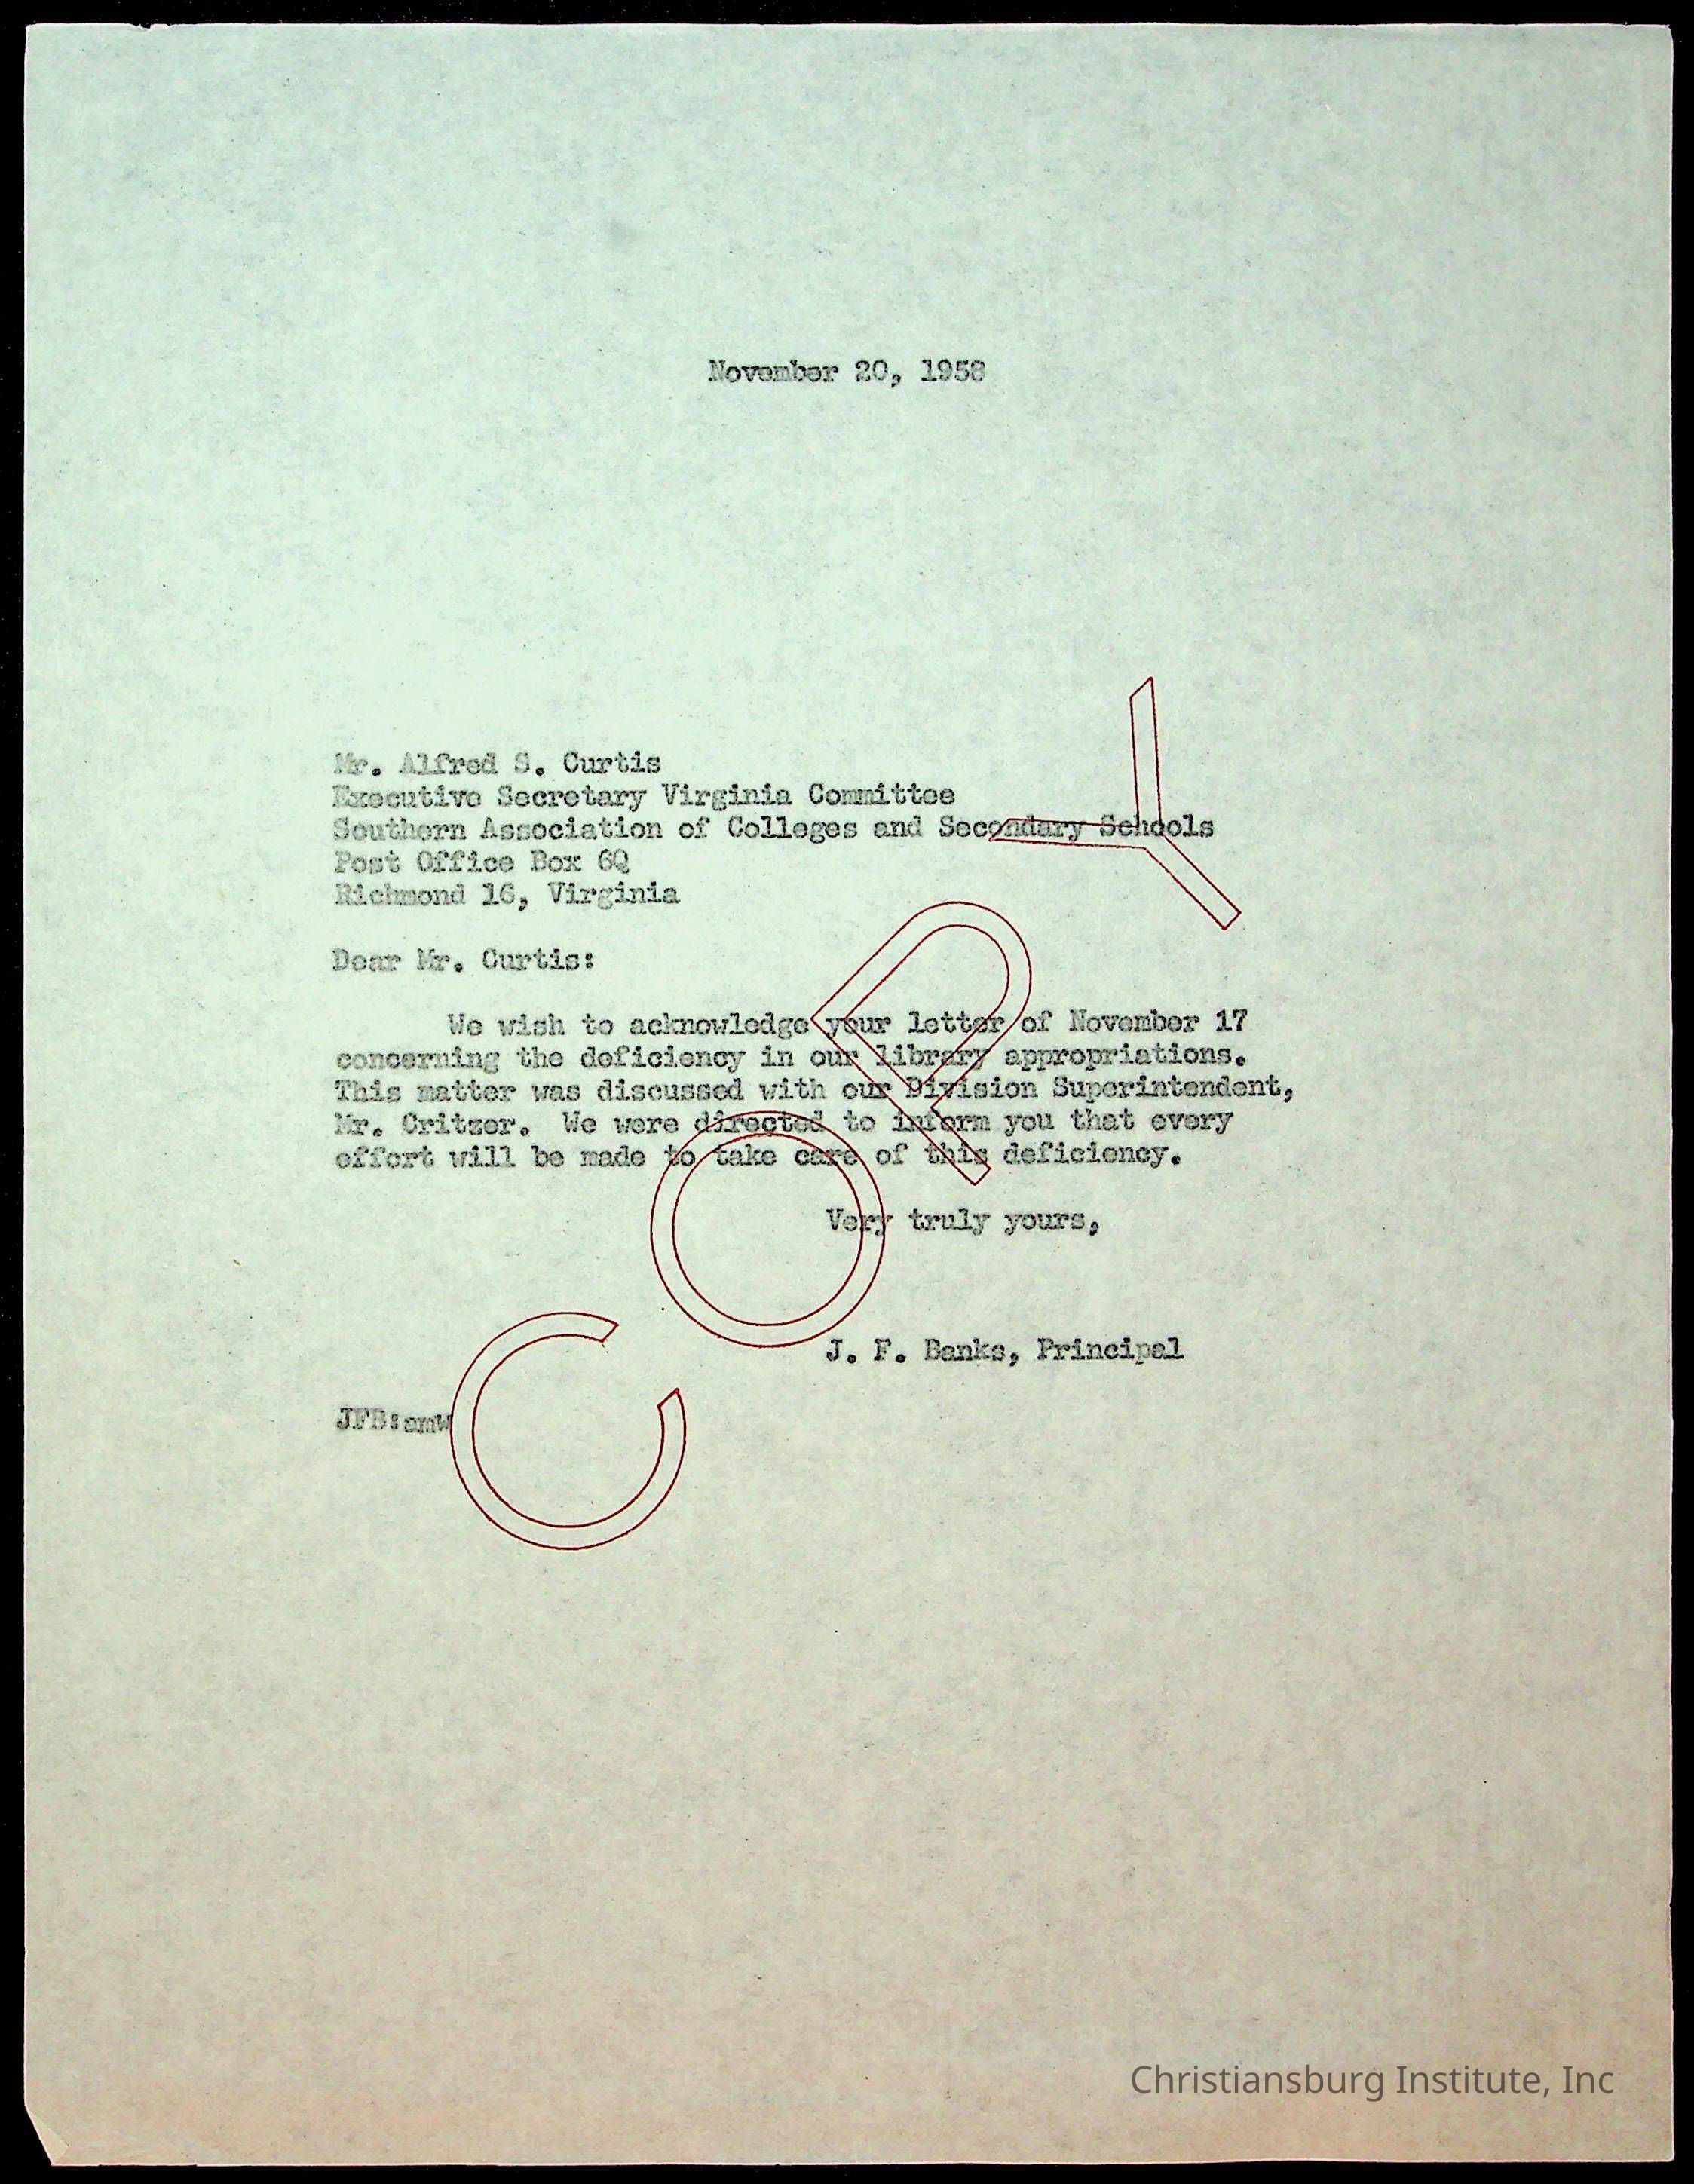 November 20, 1958
Mr. Alfred S. Curtis
Executive Secretary Virginia Committee
Southern Association of Colleges and Secondary Schools
Post Office Box 6Q
Richmond 16, Virginia
Dear Mr. Curtis:
We wish to acknowledge your letter of November 17
concerning the deficiency in our library appropriations.
This matter was discussed with our Division Superintendent,
Mr. Critzer. We were directed to inform you that every
effort will be made to take care of this deficiency.
Very truly yours,
J. F. Banks, Principal
JFB:amw
COPY
Christiansburg Institute, Inc